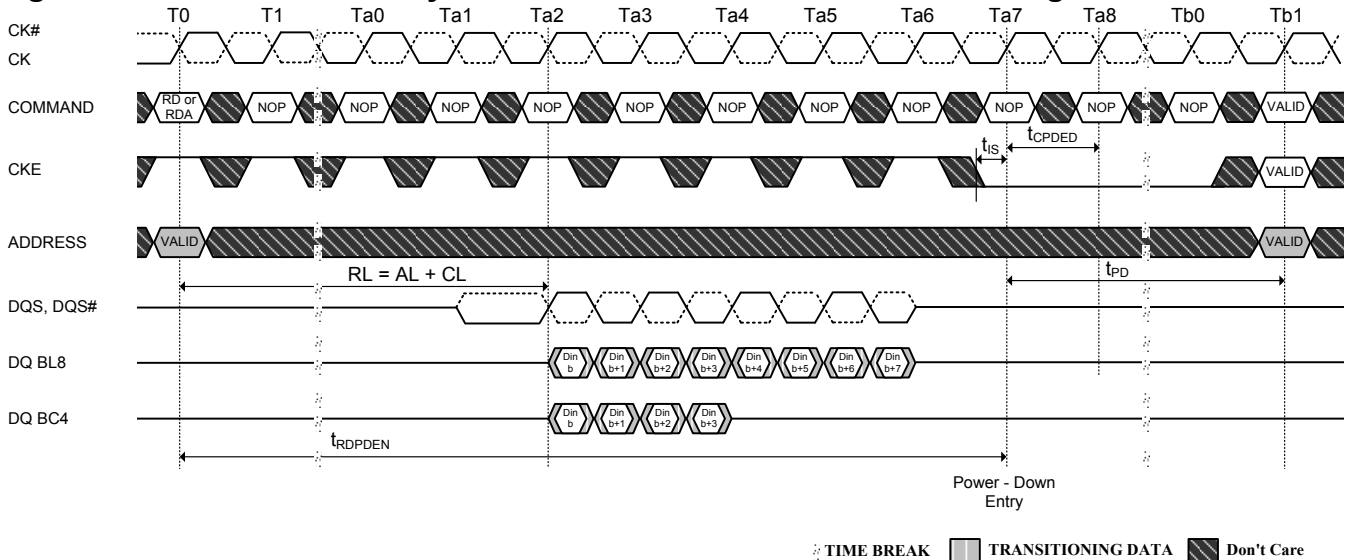 T0 T1 Ta0 Ta1 Ta2 Ta3 Ta4 Ta5 Ta6 Ta7 Ta8 Tb0 Tb1
CK#
CK
COMMAND RD or RDA NOP NOP NOP NOP NOP NOP NOP NOP NOP NOP NOP VALID
tIS tCPDED
CKE VALID
ADDRESS VALID VALID
RL = AL + CL tPD
DQS, DQS#
DQ BL8 Din b Din b+1 Din b+2 Din b+3 Din b+4 Din b+5 Din b+6 Din b+7
DQ BC4 Din b Din b+1 Din b+2 Din b+3
tRDPDEN
Power - Down
Entry
TIME BREAK TRANSITIONING DATA Don't Care